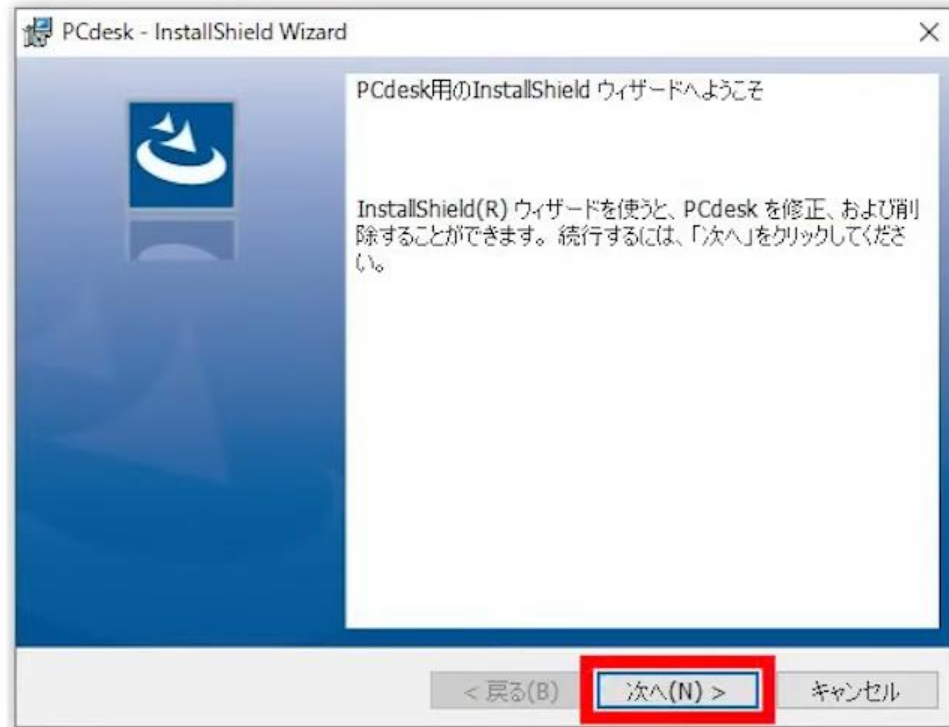 PCdesk - InstallShield Wizard
PCdesk用のInstallShield ウィザードへようこそ
InstallShield(R) ウィザードを使うと、PCdesk を修正、および削
除することができます。続行するには、「次へ」をクリックしてくださ
い。
< 戻る(B)
次へ(N) >
キャンセル